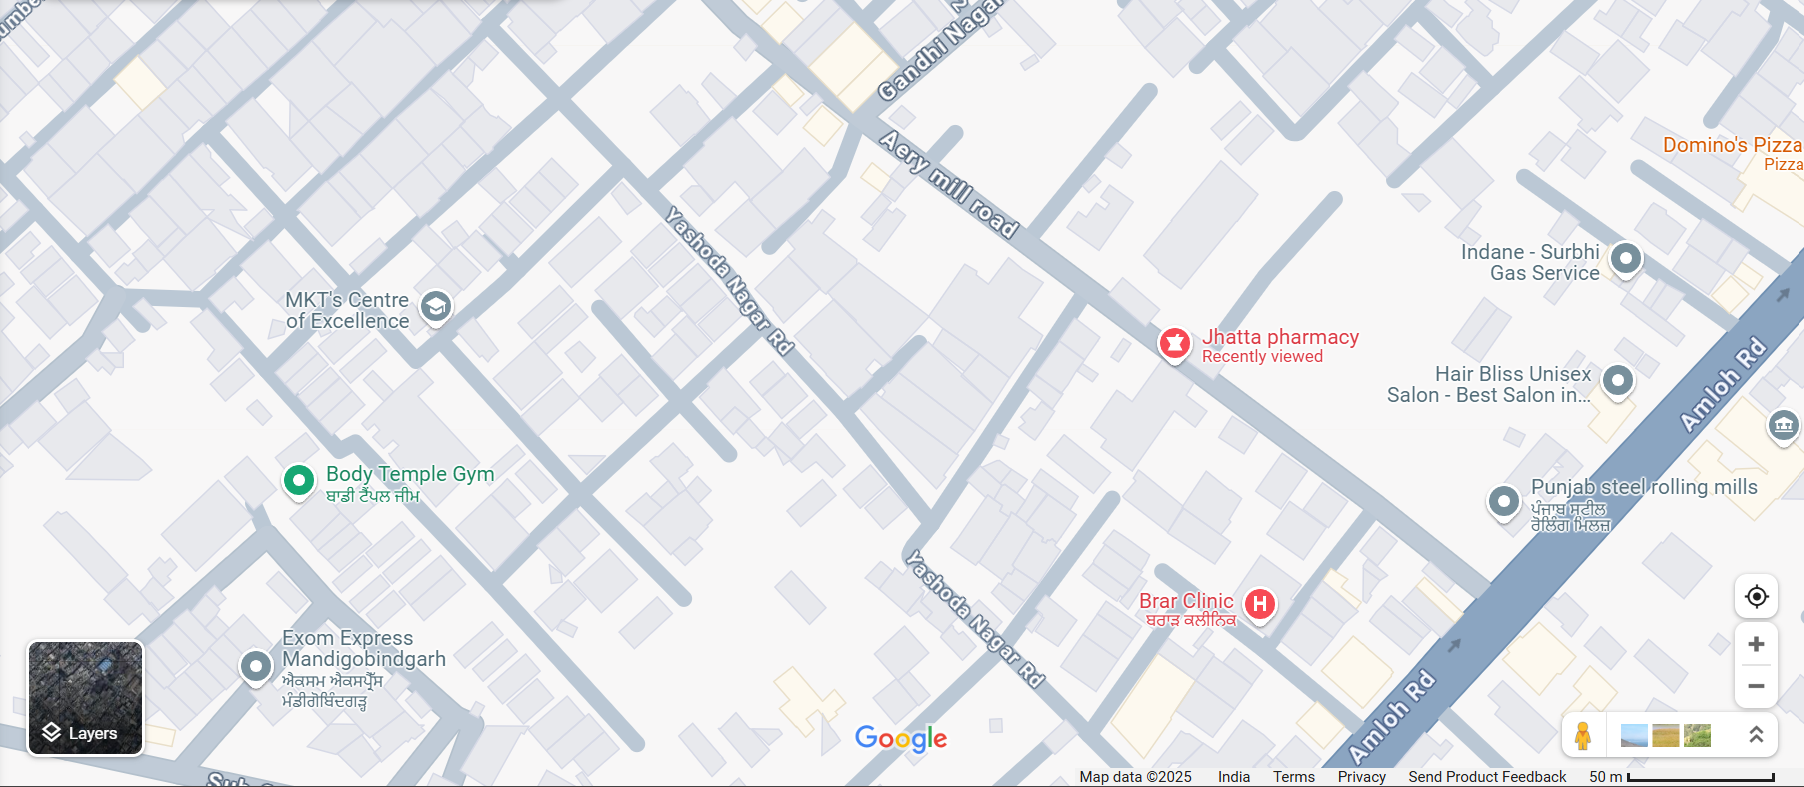 Gandhi Nagar
Aery mill road
Domino's Pizza
Pizza
Yashoda Nagar Rd
Indane - Surbhi
Gas Service
MKT's Centre
of Excellence
Jhatta pharmacy
Recently viewed
Amloh Rd
Hair Bliss Unisex
Salon - Best Salon in...
Body Temple Gym
ਬਾਡੀ ਟੈਂਪਲ ਜੀਮ
Punjab steel rolling mills
ਪੰਜਾਬ ਸਟੀਲ
ਰੋਲਿੰਗ ਮਿਲਜ਼
Yashoda Nagar Rd
Brar Clinic
ਬਰਾੜ ਕਲੀਨਿਕ
H
Exom Express
Mandigobindgarh
ਐਕਸਮ ਐਕਸਪ੍ਰੈੱਸ
ਮੰਡੀਗੋਬਿੰਦਗੜ੍ਹ
Amloh Rd
Layers
Google
Map data ©2025 India Terms Privacy Send Product Feedback 50 m